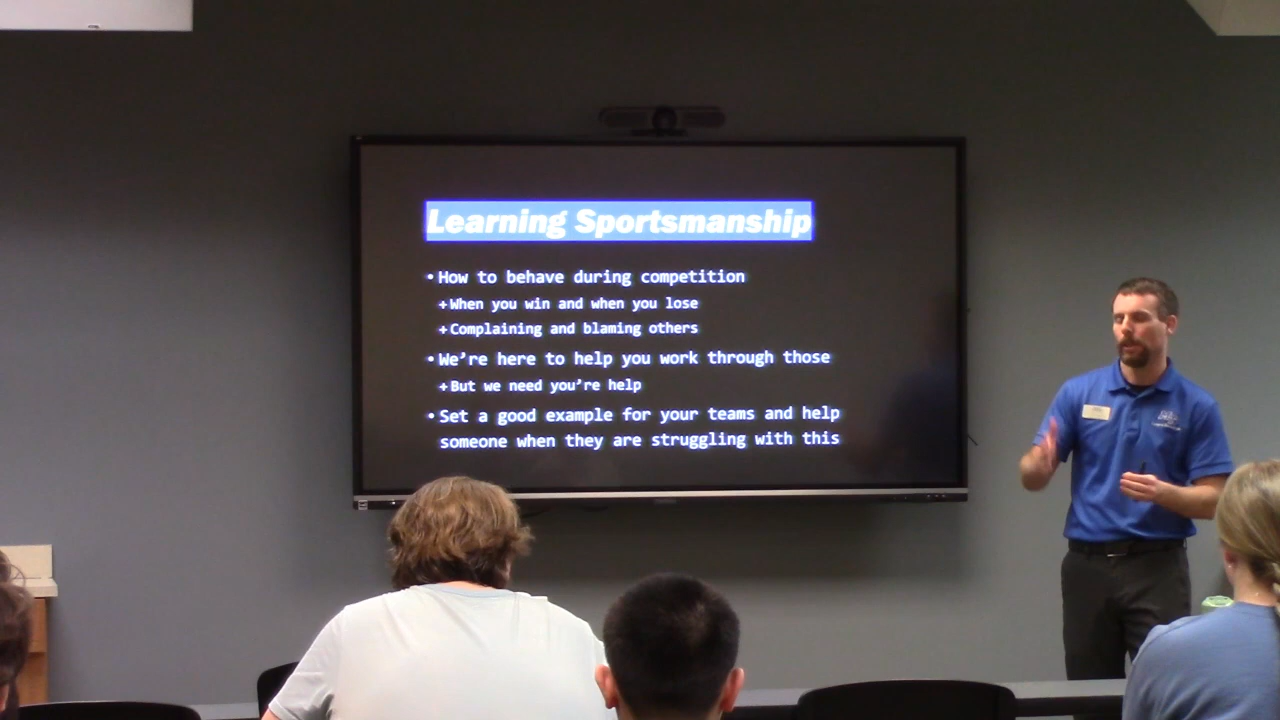 Learning Sportsmanship
• How to behave during competition
+ When you win and when you lose
+ Complaining and blaming others
• We're here to help you work through those
+ But we need you're help
• Set a good example for your teams and help
someone when they are struggling with this